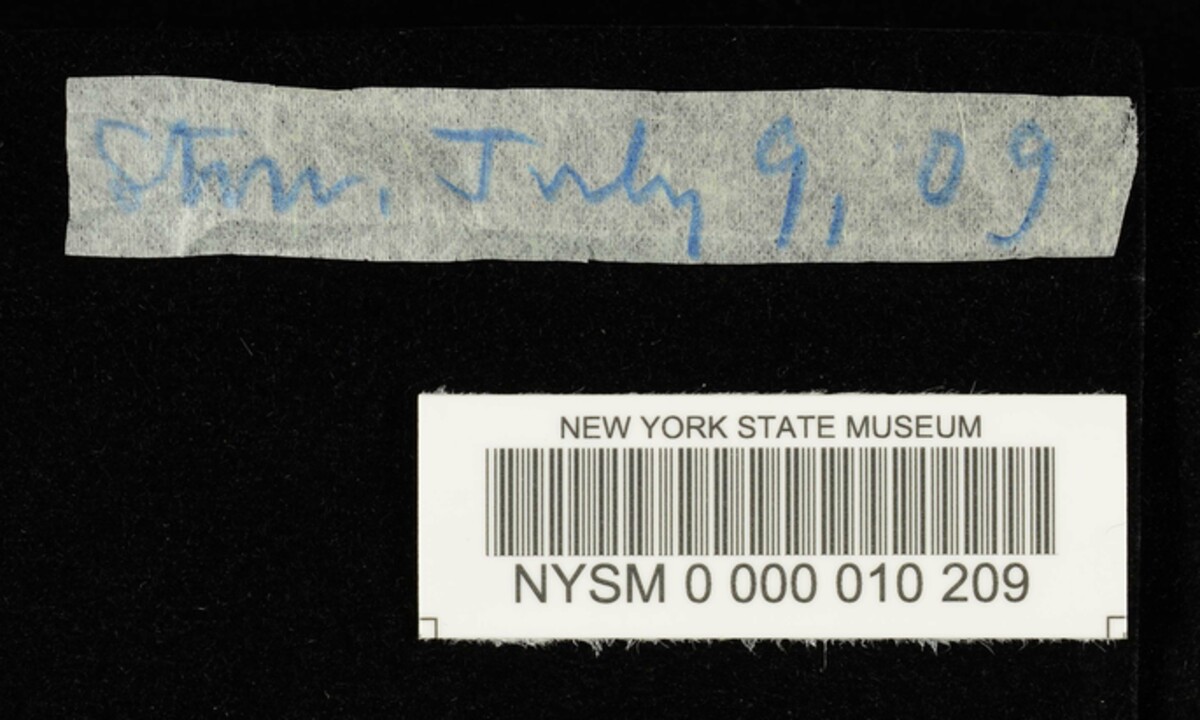 July 9, 09
NEW YORK STATE MUSEUM
NYSM 0 000 010 209